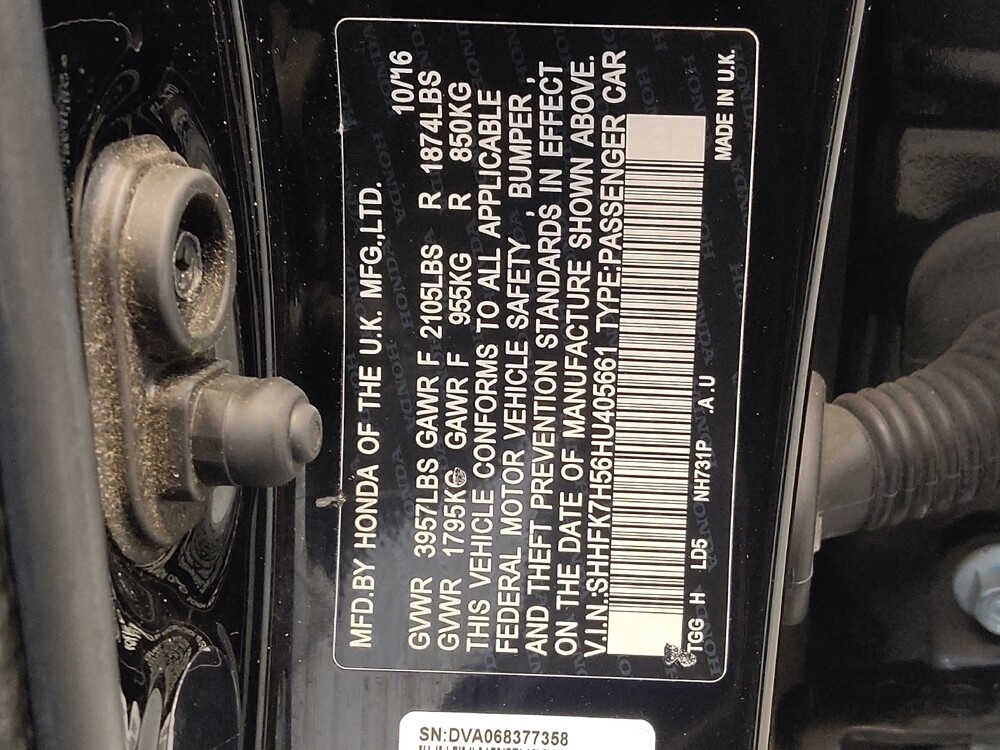 MFD.BY HONDA OF THE U.K. MFG.,LTD.
10/16
GVWR 3957LBS GAWR F 2105LBS R 1874LBS
GVWR 1795KG GAWR F 955KG R 850KG
THIS VEHICLE CONFORMS TO ALL APPLICABLE
FEDERAL MOTOR VEHICLE SAFETY , BUMPER ,
AND THEFT PREVENTION STANDARDS IN EFFECT
ON THE DATE OF MANUFACTURE SHOWN ABOVE.
V.I.N.:SHHFK7H56HU405661 TYPE:PASSENGER CAR
TGG H LD5 NH731P .A .U MADE IN U.K.
SN:DVA068377358